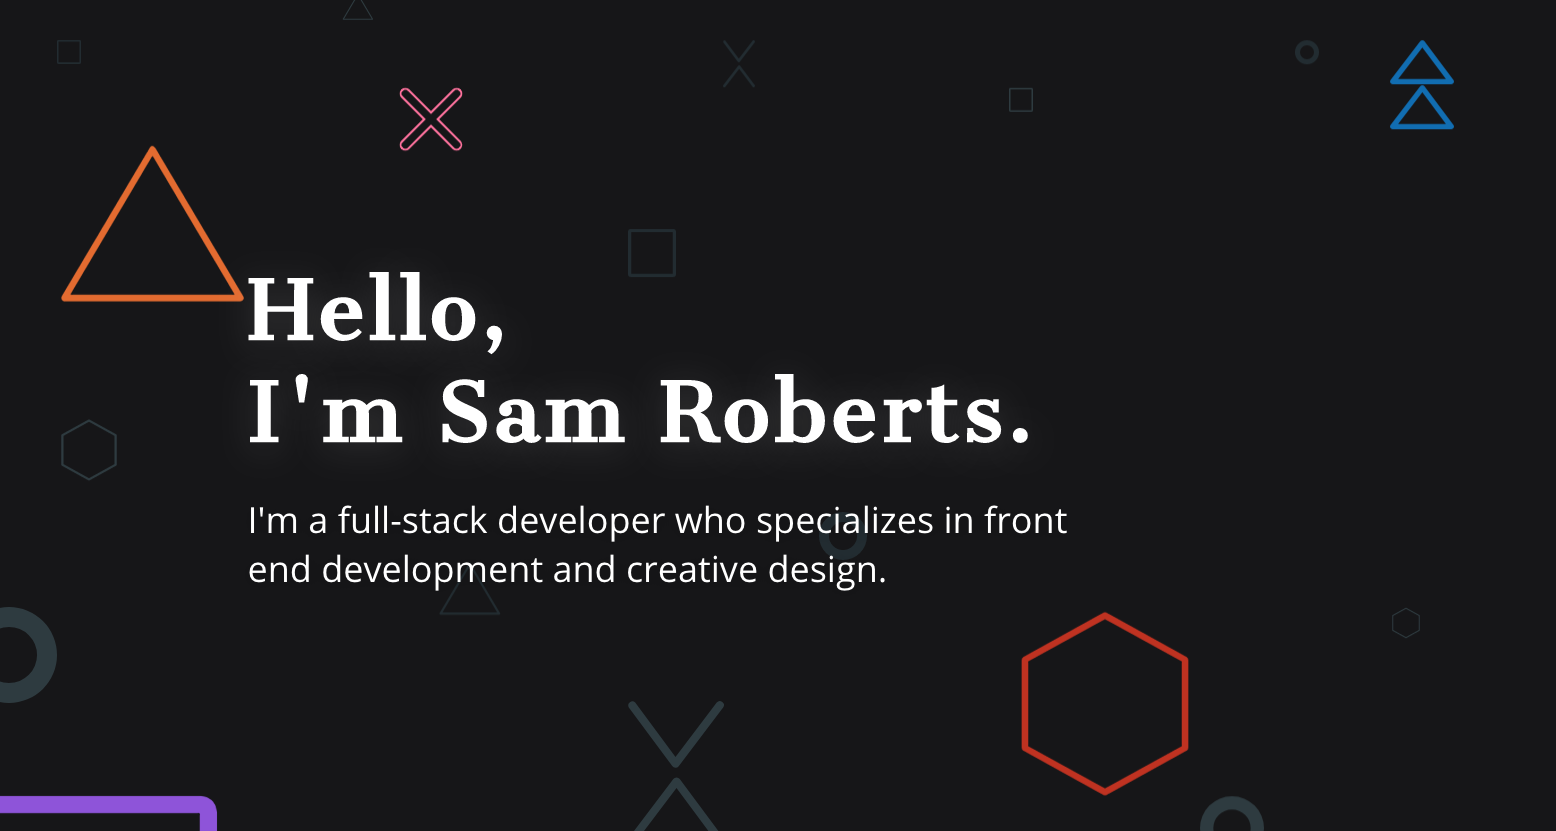 Hello,
I'm Sam Roberts.
I'm a full-stack developer who specializes in front
end development and creative design.